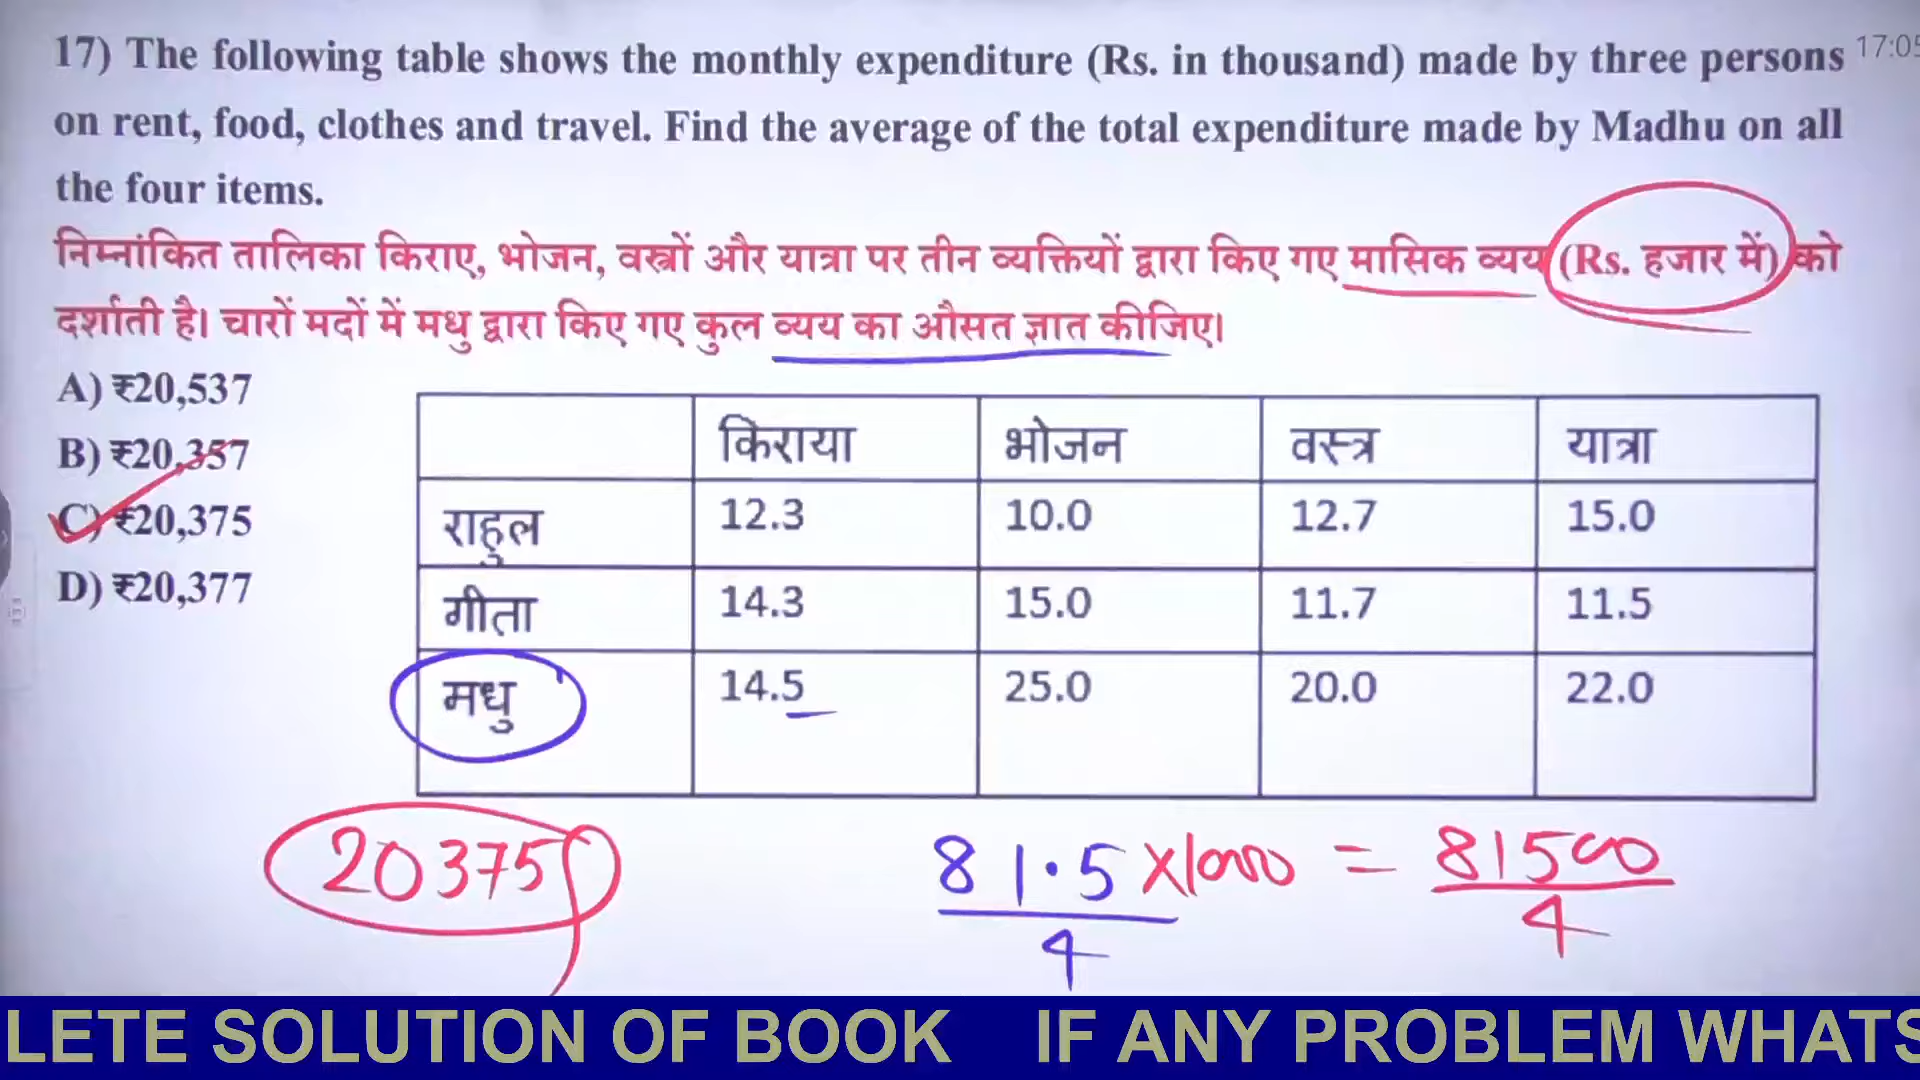 17) The following table shows the monthly expenditure (Rs. in thousand) made by three persons
17:05
on rent, food, clothes and travel. Find the average of the total expenditure made by Madhu on all
the four items.
निम्नांकित तालिका किराए, भोजन, वस्त्रों और यात्रा पर तीन व्यक्तियों द्वारा किए गए मासिक व्यय (Rs. हजार में) को
दर्शाती है। चारों मदों में मधु द्वारा किए गए कुल व्यय का औसत ज्ञात कीजिए।
A) ₹20,537
B) ₹20,357
C) ₹20,375
D) ₹20,377
किराया भोजन वस्त्र यात्रा
राहुल 12.3 10.0 12.7 15.0
गीता 14.3 15.0 11.7 11.5
मधु 14.5 25.0 20.0 22.0
20375
81.5 ×1000 = 81500
4 4
LETE SOLUTION OF BOOK IF ANY PROBLEM WHATS